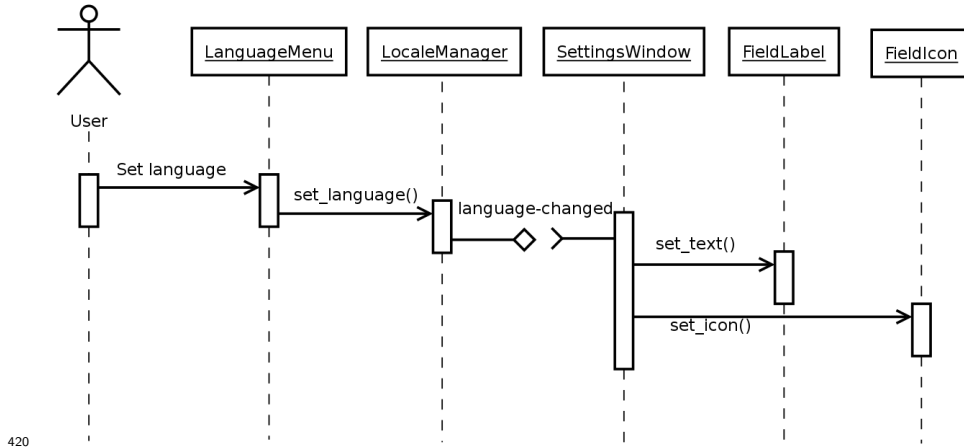 LanguageMenu
LocaleManager
SettingsWindow
FieldLabel
FieldIcon
User
Set language
set_language()
language-changed
set_text()
set_icon()
420